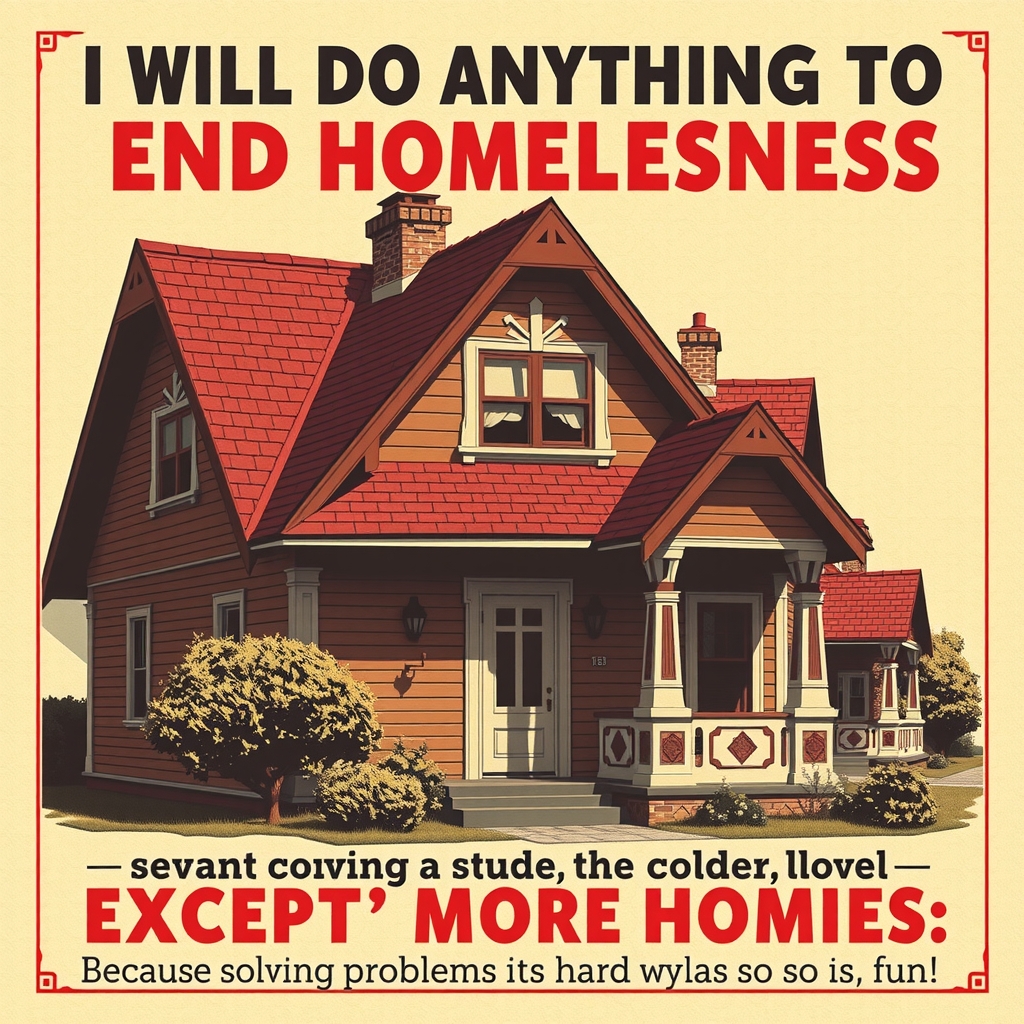 I WILL DO ANYTHING TO
END HOMELESNESS
— sevant coıvıng a stude, the colder, llovel —
EXCEPT’ MORE HOMIES:
Because solving problems its hard wylas so so is, fun!